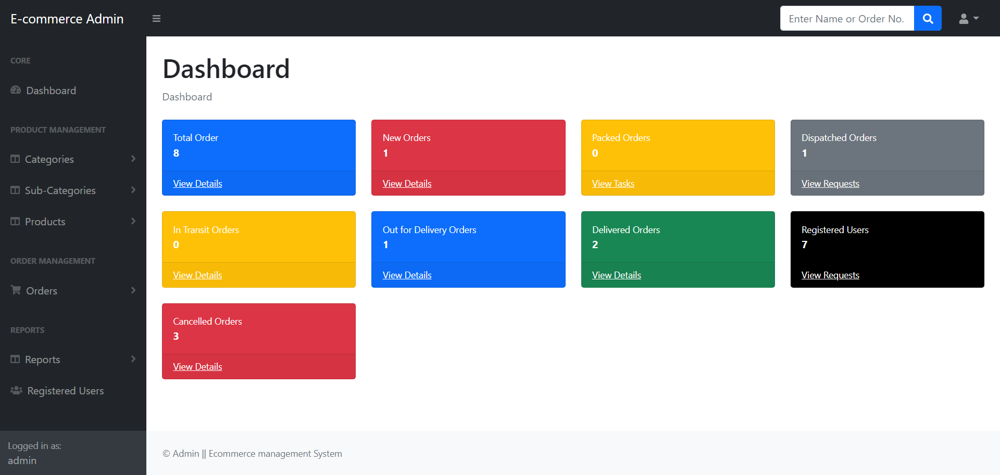 E-commerce Admin
Enter Name or Order No.
CORE
Dashboard
PRODUCT MANAGEMENT
Categories
Sub-Categories
Products
ORDER MANAGEMENT
Orders
REPORTS
Reports
Registered Users
Logged in as:
admin
Dashboard
Dashboard
Total Order
8
View Details
New Orders
1
View Details
Packed Orders
0
View Tasks
Dispatched Orders
1
View Requests
In Transit Orders
0
View Details
Out for Delivery Orders
1
View Details
Delivered Orders
2
View Details
Registered Users
7
View Requests
Cancelled Orders
3
View Details
© Admin || Ecommerce management System